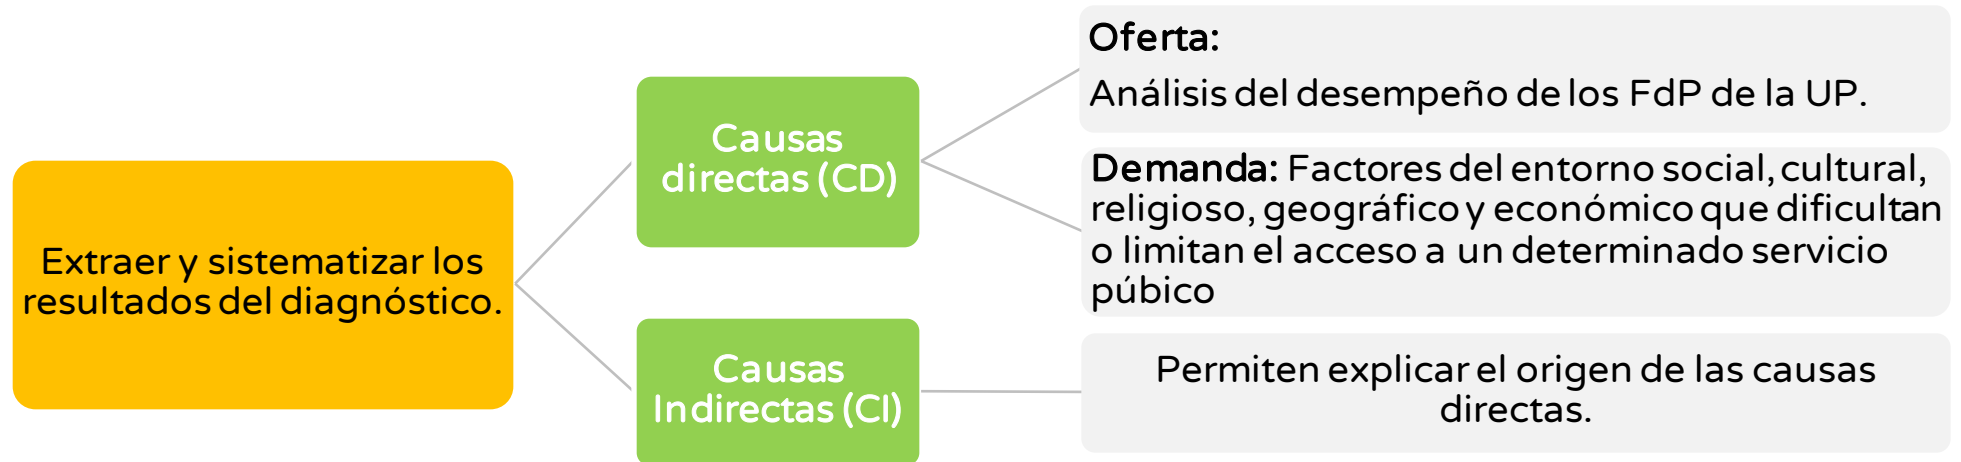 Extraer y sistematizar los
resultados del diagnóstico.
Causas
directas (CD)
Oferta:
Análisis del desempeño de los FdP de la UP.
Demanda: Factores del entorno social, cultural,
religioso, geográfico y económico que dificultan
o limitan el acceso a un determinado servicio
púbico
Causas
Indirectas (CI)
Permiten explicar el origen de las causas
directas.